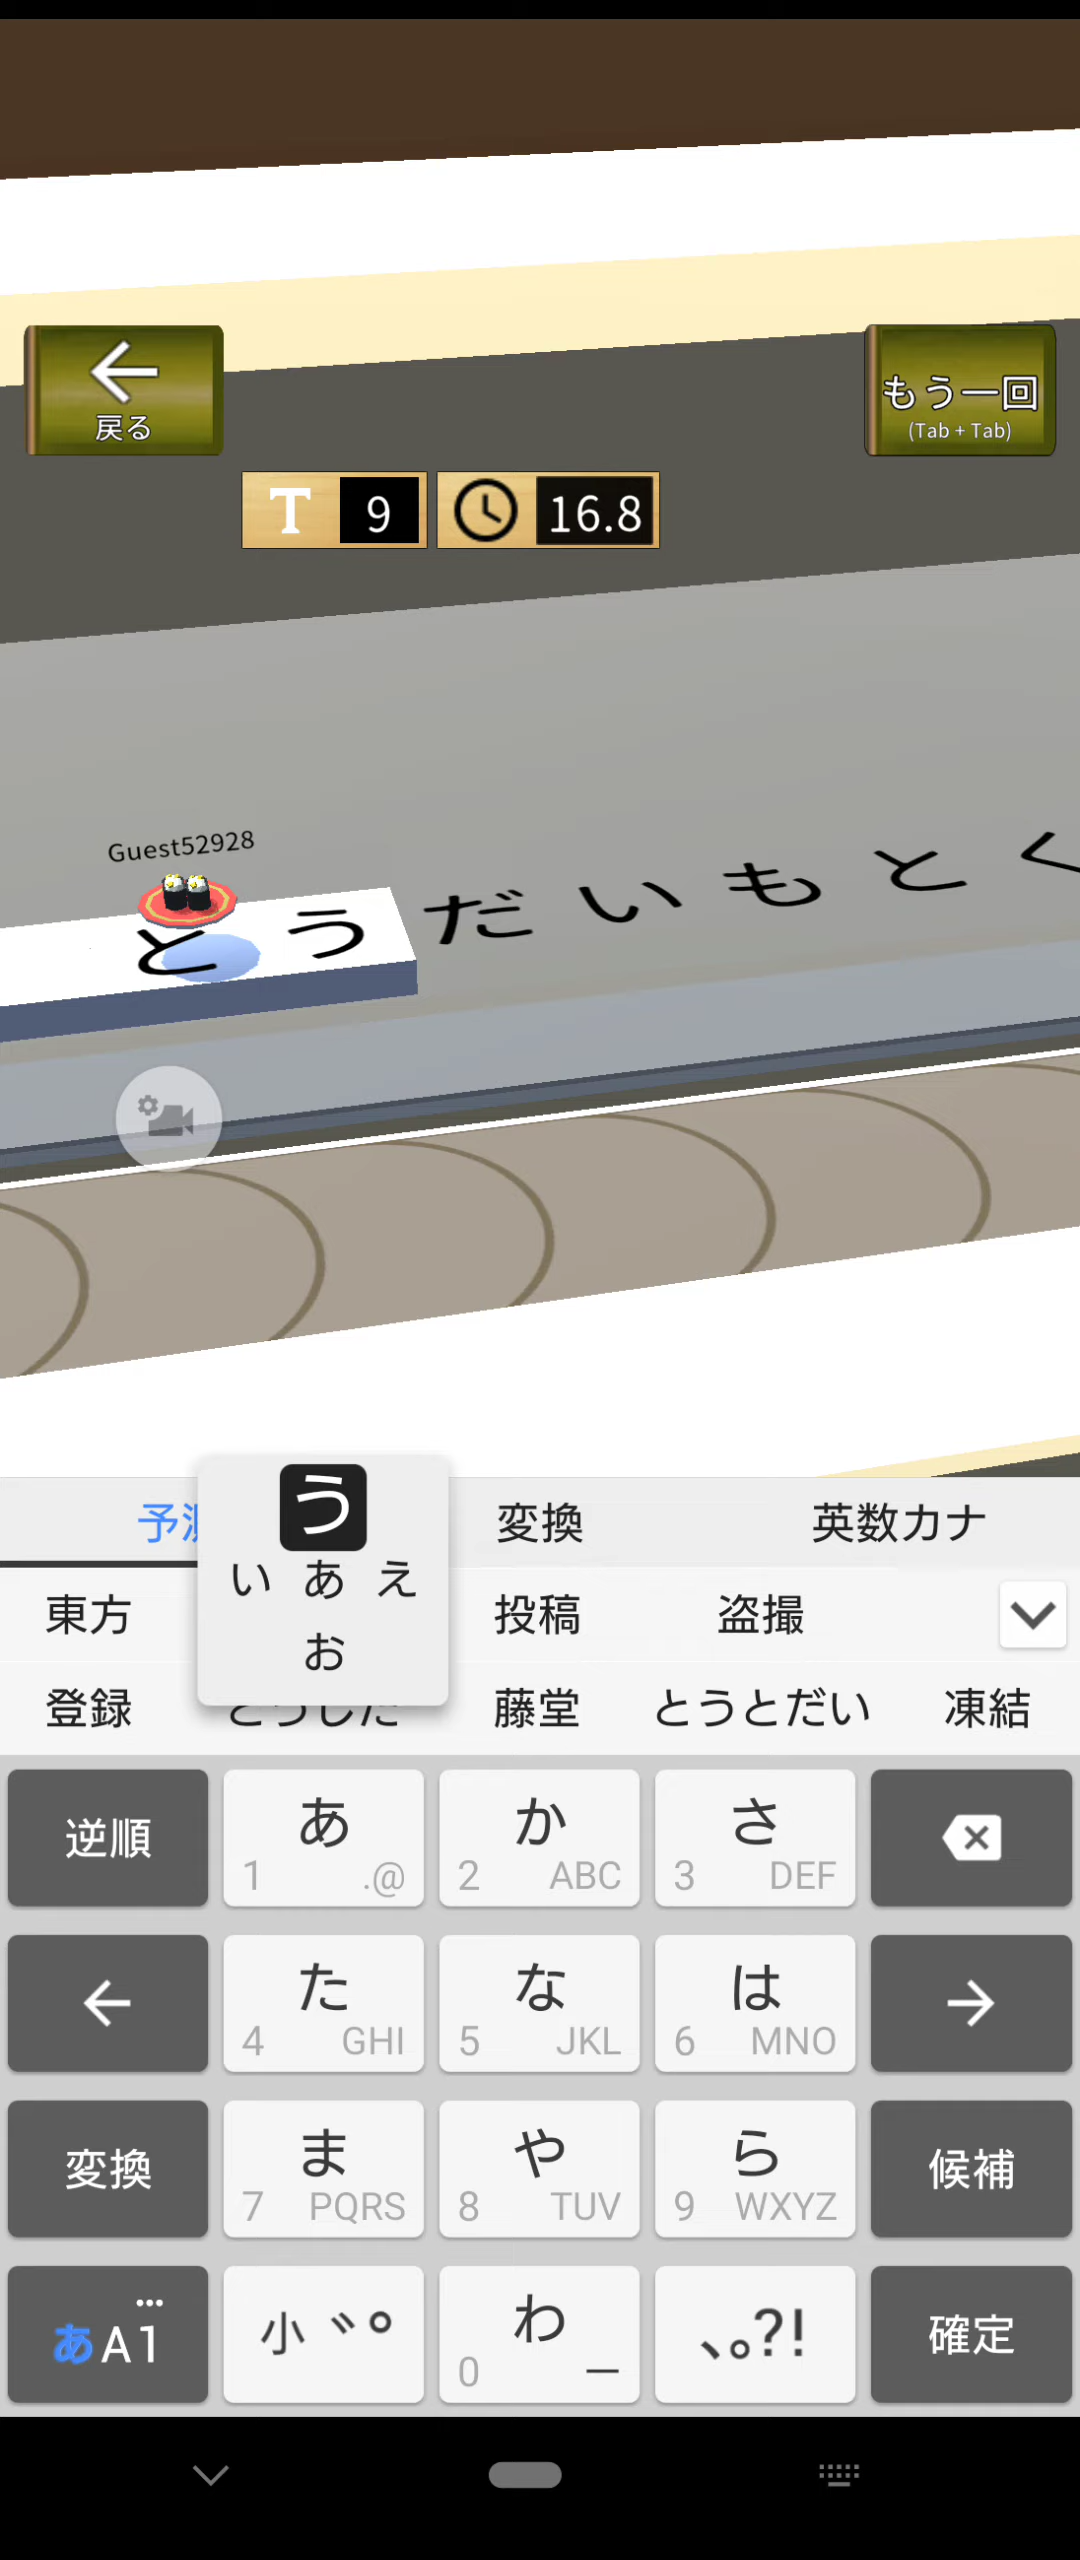 戻る
もう一回
(Tab + Tab)
T 9 16.8
Guest52928
とうだいもとく
う
いあえ
お
変換 英数カナ
東方 投稿 盗撮
登録 藤堂 とうとだい 凍結
逆順 あ 1 .@ か 2 ABC さ 3 DEF
た 4 GHI な 5 JKL は 6 MNO
変換 ま 7 PQRS や 8 TUV ら 9 WXYZ 候補
あA1 小 ゛゜ わ 0 ー 、。?! 確定